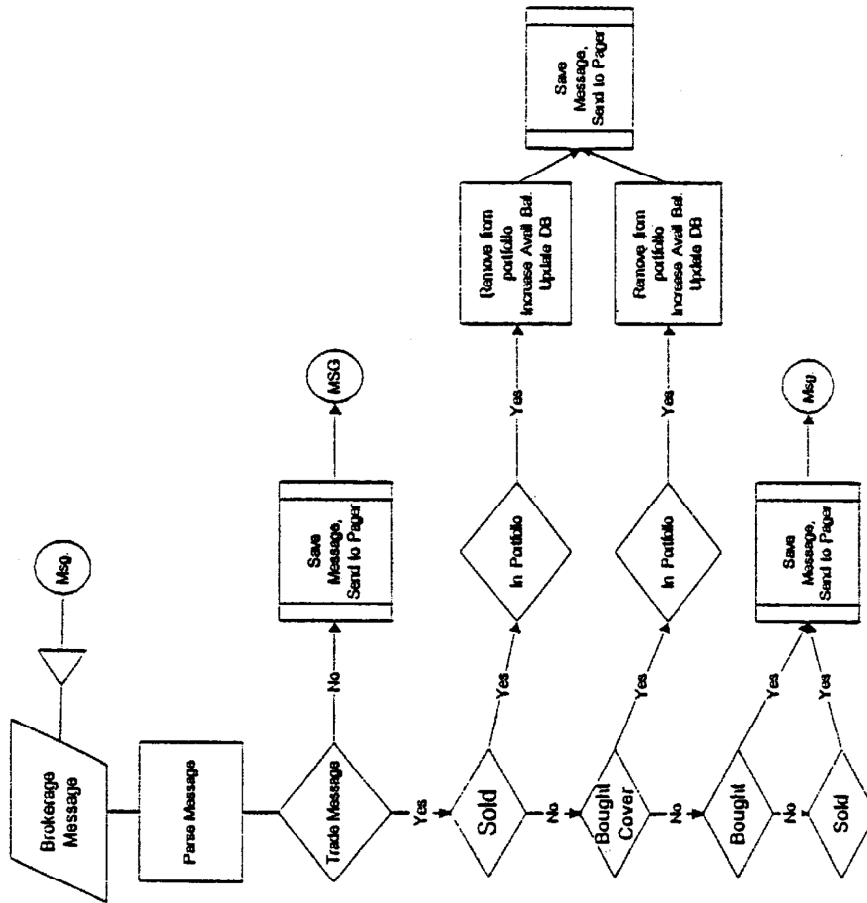 Brokerage
Message
Msg.
Parse Message
Trade Message
No
Save
Message,
Send to Pager
MSG
Yes
Sold
Yes
In Portfolio
Yes
Remove from
portfolio
Increase Avail Bal.
Update DB
Save
Message,
Send to Pager
No
Bought
Cover
Yes
In Portfolio
Yes
Remove from
portfolio
Increase Avail Bal.
Update DB
No
Bought
Yes
Save
Message,
Send to Pager
Msg.
No
Sold
Yes